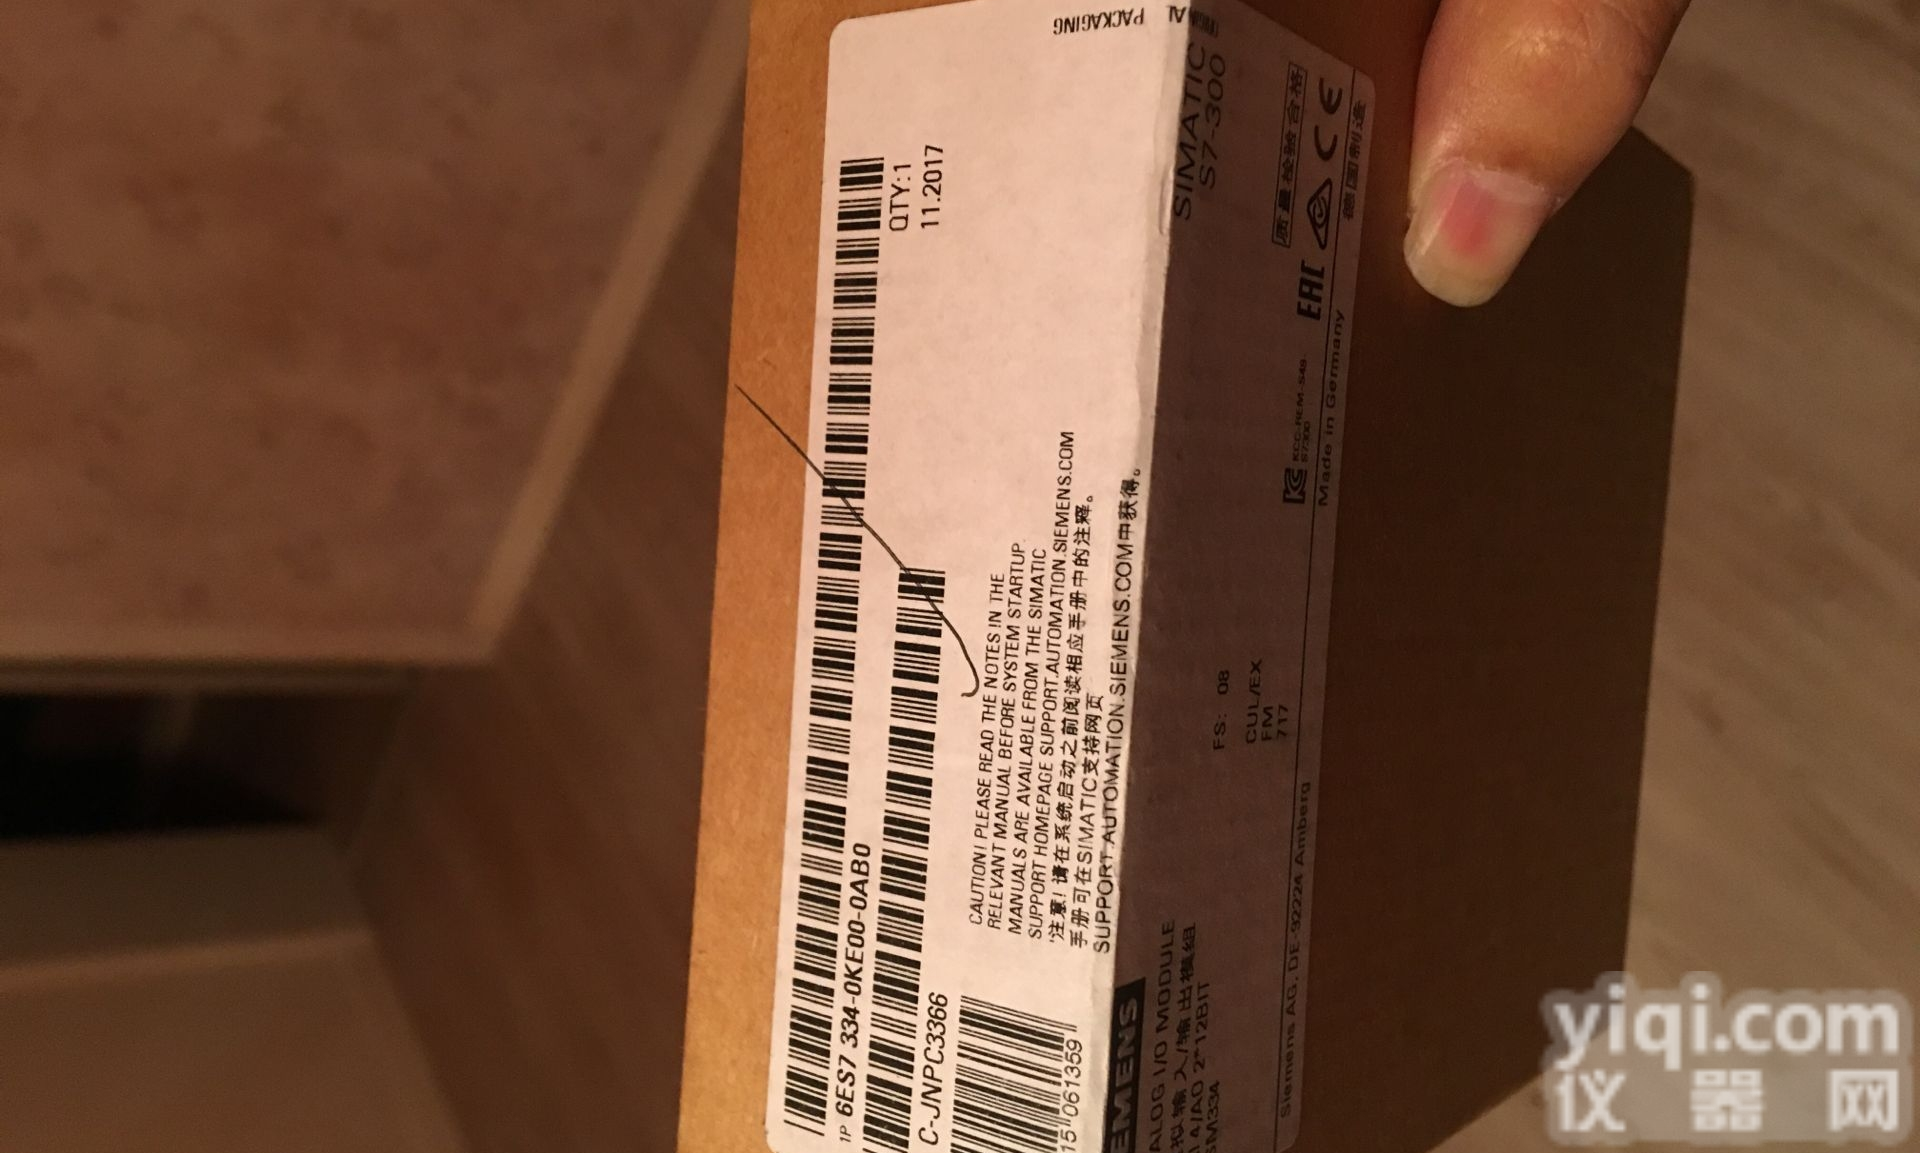 PACKAGING
QTY:1
11.2017
1P 6ES7 334-0KE00-0AB0
C-JNPC3366
061359
CAUTION! PLEASE READ THE NOTES IN THE
RELEVANT MANUAL BEFORE SYSTEM STARTUP.
MANUALS ARE AVAILABLE FROM THE SIMATIC
SUPPORT HOMEPAGE SUPPORT.AUTOMATION.SIEMENS.COM
注意!请在系统启动之前阅读相应手册中的注释。
手册可在SIMATIC支持网页
SUPPORT.AUTOMATION.SIEMENS.COM中获得。
EMENS
SIMATIC
S7-300
ALOG I/O MODULE
拟输入/输出模组
4/AO 2*12BIT
SM334
FS: 08
CUL/EX
FM
717
质量检验合格
CE
EAC
KCC-REM-S49
S7300
Siemens AG, DE-92224 Amberg
Made in Germany
德国制造
yiqi.com
仪器网